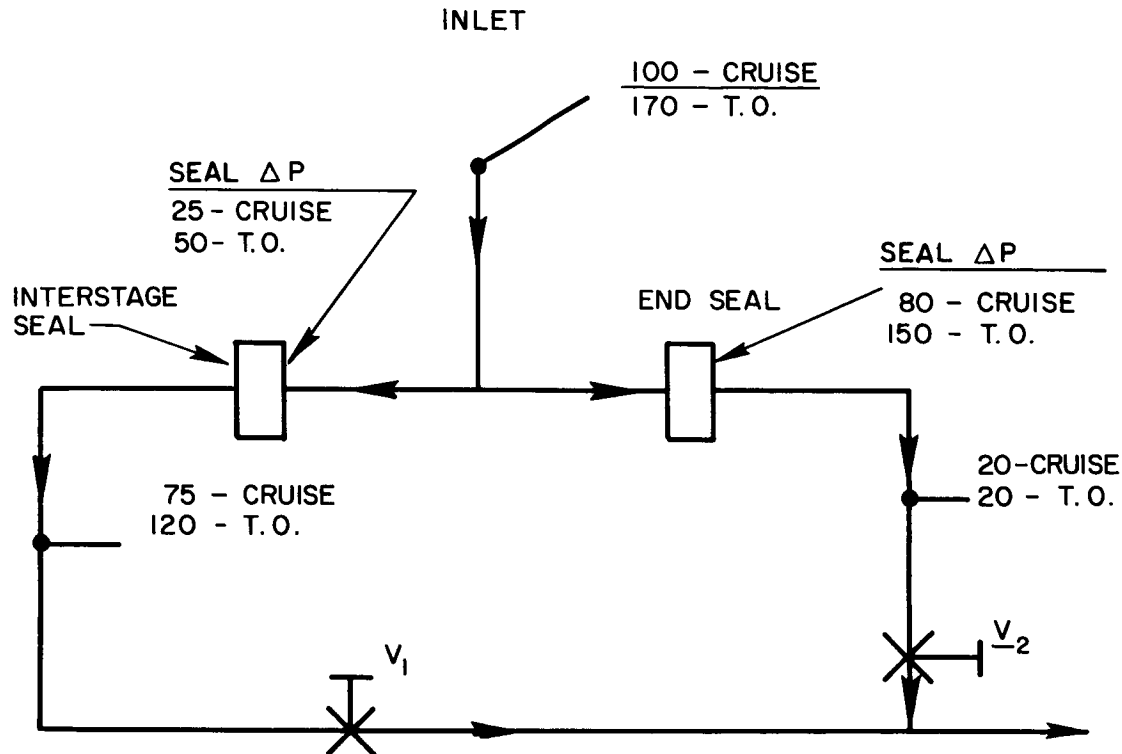 INLET
100 - CRUISE
170 - T.O.
SEAL ΔP
25 - CRUISE
50 - T.O.
INTERSTAGE
SEAL
END SEAL
SEAL ΔP
80 - CRUISE
150 - T.O.
75 - CRUISE
120 - T.O.
20-CRUISE
20 - T.O.
V1
V2